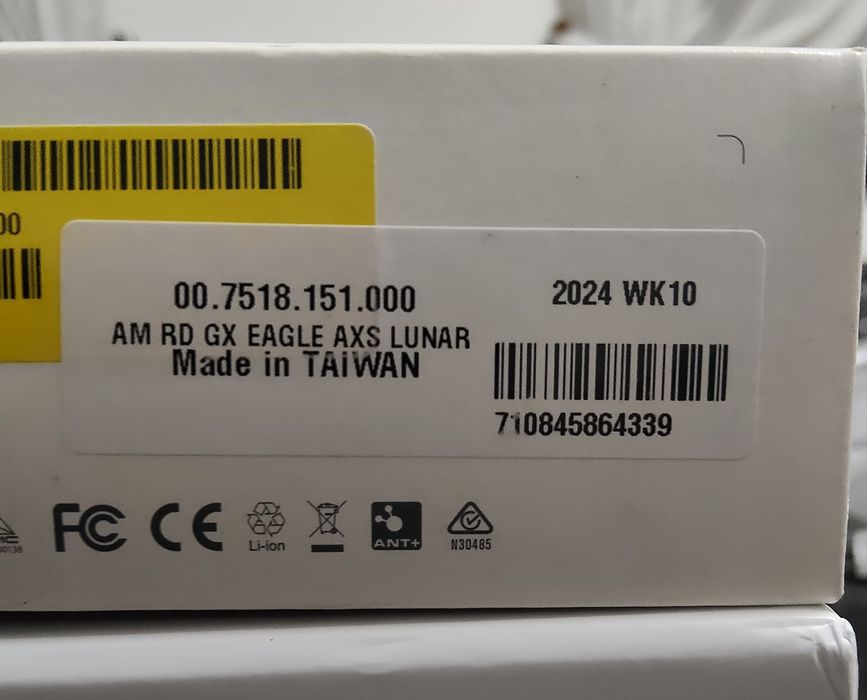 00
00.7518.151.000
AM RD GX EAGLE AXS LUNAR
Made in TAIWAN
2024 WK10
710845864339
FC CE Li-ion ANT+ N30485